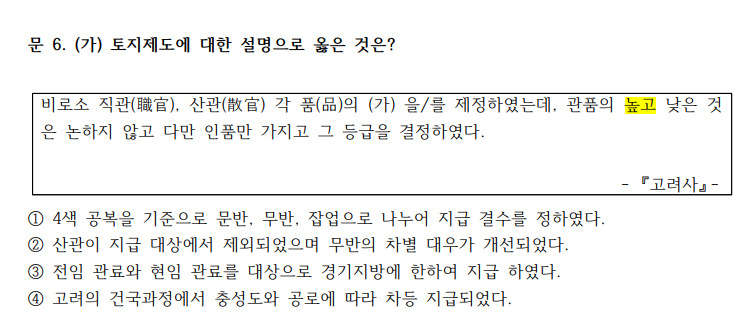 문 6. (가) 토지제도에 대한 설명으로 옳은 것은?
비로소 직관(職官), 산관(散官) 각 품(品)의 (가) 을/를 제정하였는데, 관품의 높고 낮은 것
은 논하지 않고 다만 인품만 가지고 그 등급을 결정하였다.
- 『고려사』-
① 4색 공복을 기준으로 문반, 무반, 잡업으로 나누어 지급 결수를 정하였다.
② 산관이 지급 대상에서 제외되었으며 무반의 차별 대우가 개선되었다.
③ 전임 관료와 현임 관료를 대상으로 경기지방에 한하여 지급 하였다.
④ 고려의 건국과정에서 충성도와 공로에 따라 차등 지급되었다.